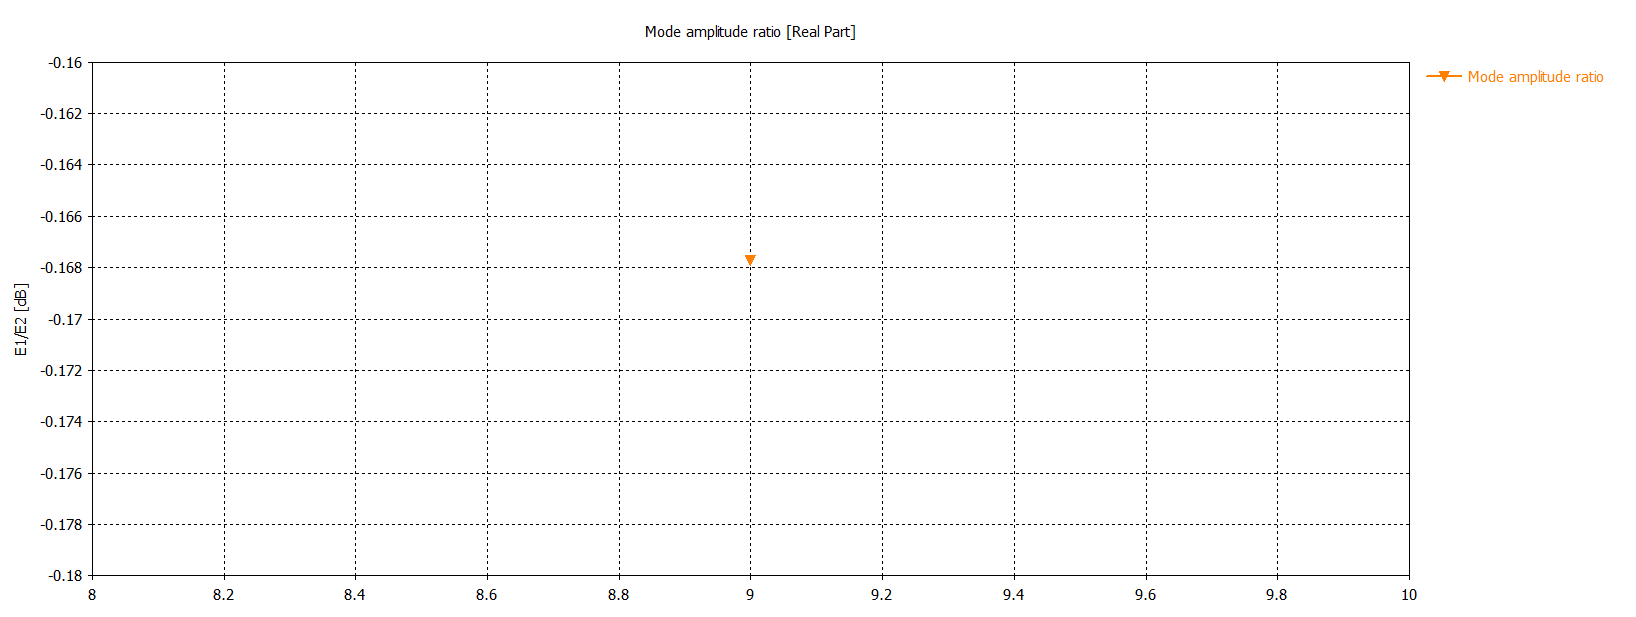 Mode amplitude ratio [Real Part]
Mode amplitude ratio
E1/E2 [dB]
-0.16
-0.162
-0.164
-0.166
-0.168
-0.17
-0.172
-0.174
-0.176
-0.178
-0.18
8 8.2 8.4 8.6 8.8 9 9.2 9.4 9.6 9.8 10